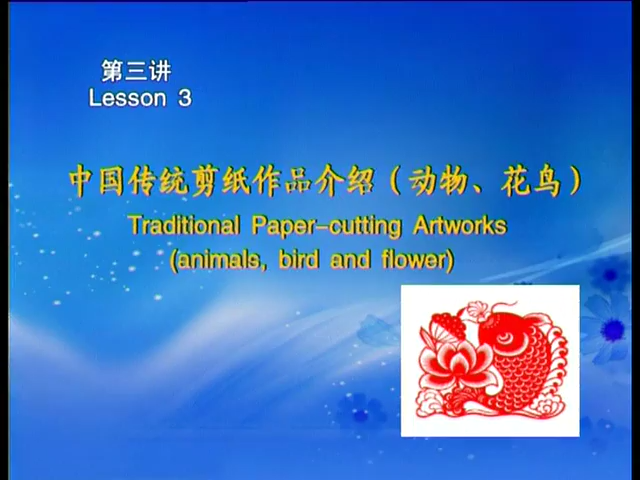 第三讲
Lesson 3
中国传统剪纸作品介绍（动物、花鸟）
Traditional Paper-cutting Artworks
(animals, bird and flower)